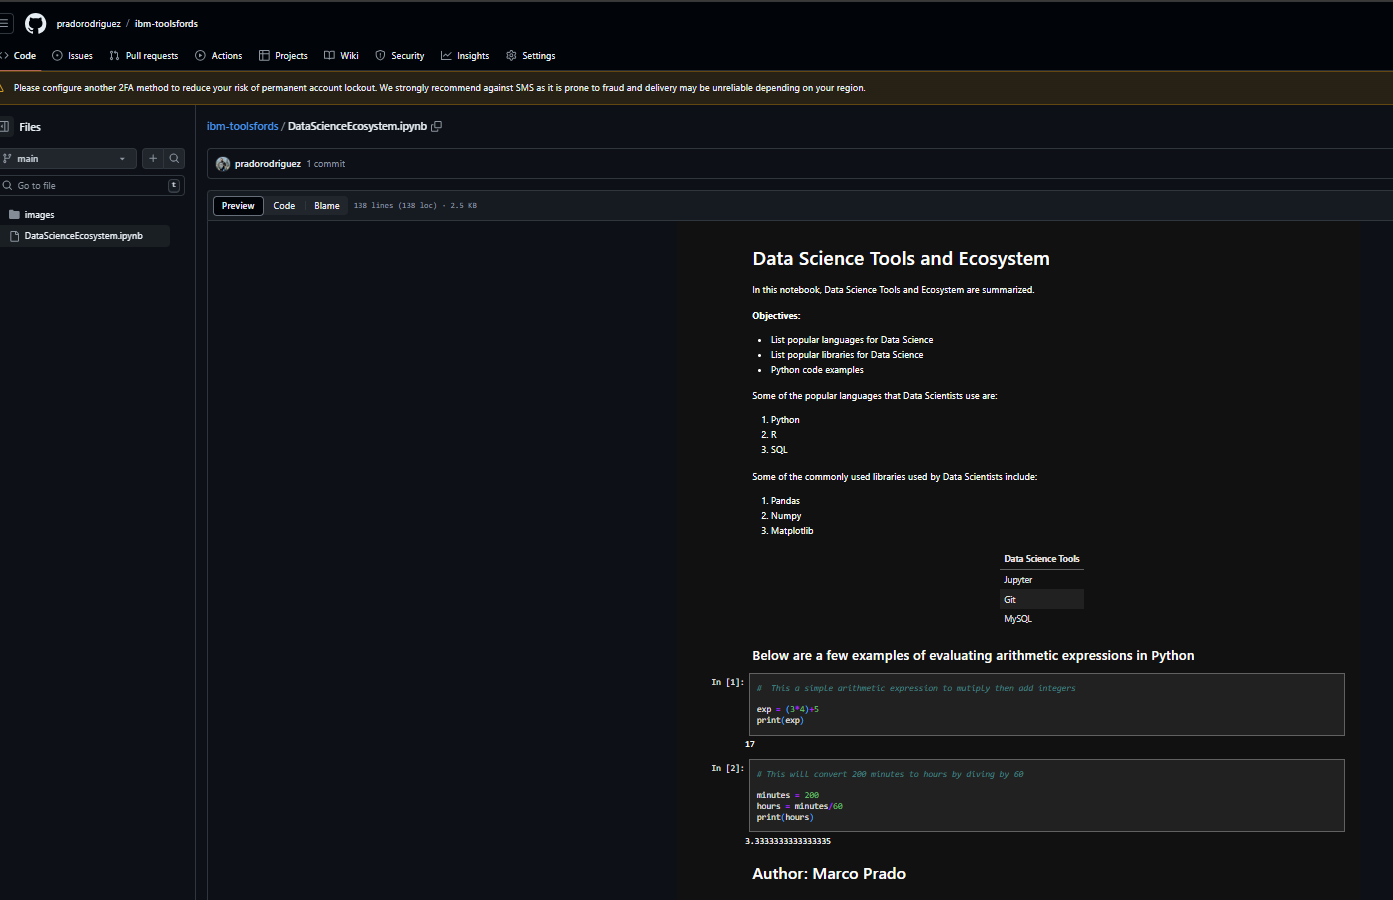 pradorodriguez / ibm-toolsfords
Code Issues Pull requests Actions Projects Wiki Security Insights Settings
Please configure another 2FA method to reduce your risk of permanent account lockout. We strongly recommend against SMS as it is prone to fraud and delivery may be unreliable depending on your region.
Files
main
Go to file t
images
DataScienceEcosystem.ipynb
ibm-toolsfords / DataScienceEcosystem.ipynb
pradorodriguez 1 commit
Preview Code Blame 138 lines (138 loc) · 2.5 KB
Data Science Tools and Ecosystem
In this notebook, Data Science Tools and Ecosystem are summarized.
Objectives:
• List popular languages for Data Science
• List popular libraries for Data Science
• Python code examples
Some of the popular languages that Data Scientists use are:
1. Python
2. R
3. SQL
Some of the commonly used libraries used by Data Scientists include:
1. Pandas
2. Numpy
3. Matplotlib
Data Science Tools
Jupyter
Git
MySQL
Below are a few examples of evaluating arithmetic expressions in Python
In [1]:
# This a simple arithmetic expression to mutiply then add integers
exp = (3*4)+5
print(exp)
17
In [2]:
# This will convert 200 minutes to hours by diving by 60
minutes = 200
hours = minutes/60
print(hours)
3.3333333333333335
Author: Marco Prado